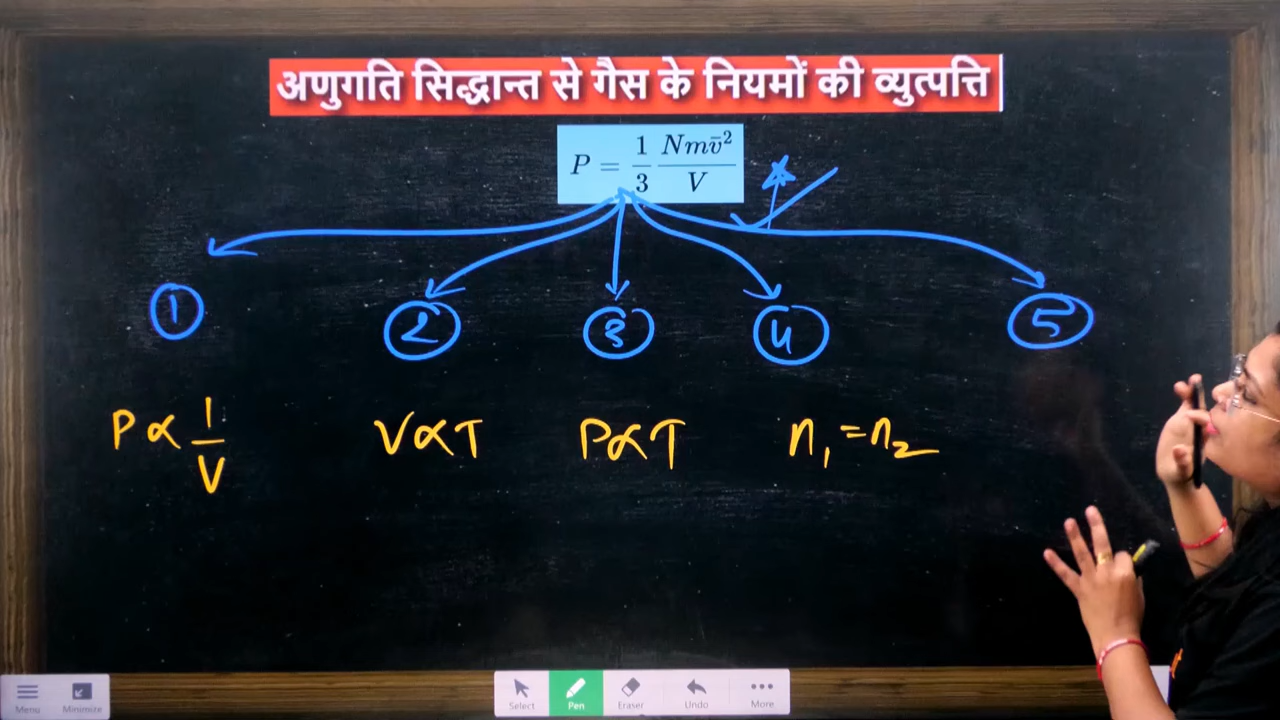 अणुगति सिद्धान्त से गैस के नियमों की व्युत्पत्ति
P = 1/3 Nmv̄²/V
1 2 3 4 5
P ∝ 1/V V ∝ T P ∝ T n₁ = n₂
Menu Minimize Select Pen Eraser Undo More